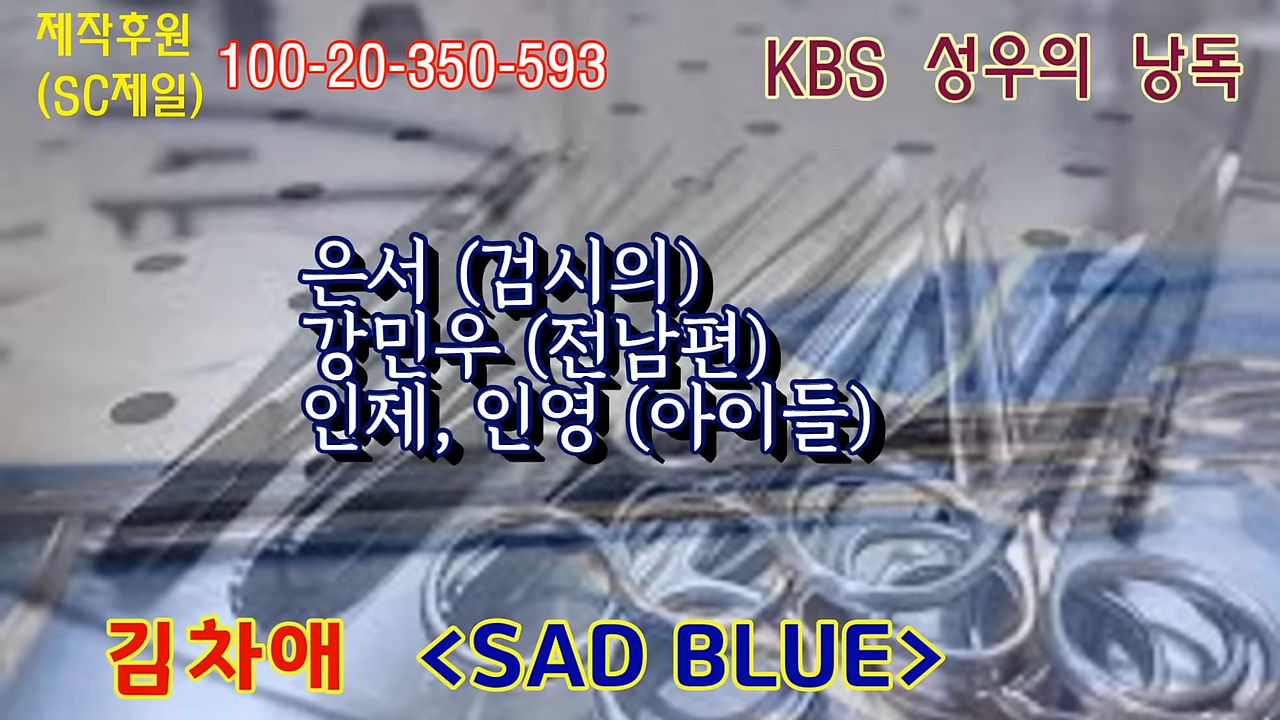 제작후원
(SC제일)
100-20-350-593
KBS 성우의 낭독
은서 (검시의)
강민우 (전남편)
인제, 인영 (아이들)
김차애 <SAD BLUE>